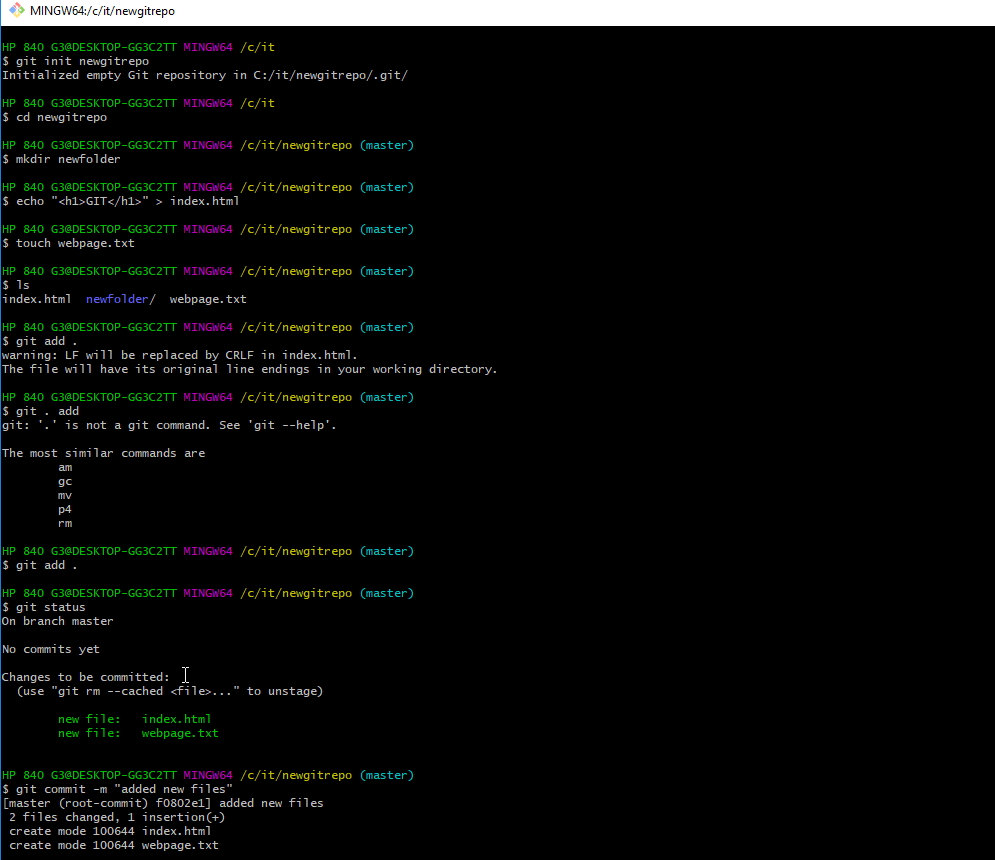 MINGW64:/c/it/newgitrepo
HP 840 G3@DESKTOP-GG3C2TT MINGW64 /c/it
$ git init newgitrepo
Initialized empty Git repository in C:/it/newgitrepo/.git/
HP 840 G3@DESKTOP-GG3C2TT MINGW64 /c/it
$ cd newgitrepo
HP 840 G3@DESKTOP-GG3C2TT MINGW64 /c/it/newgitrepo (master)
$ mkdir newfolder
HP 840 G3@DESKTOP-GG3C2TT MINGW64 /c/it/newgitrepo (master)
$ echo "<h1>GIT</h1>" > index.html
HP 840 G3@DESKTOP-GG3C2TT MINGW64 /c/it/newgitrepo (master)
$ touch webpage.txt
HP 840 G3@DESKTOP-GG3C2TT MINGW64 /c/it/newgitrepo (master)
$ ls
index.html  newfolder/  webpage.txt
HP 840 G3@DESKTOP-GG3C2TT MINGW64 /c/it/newgitrepo (master)
$ git add .
warning: LF will be replaced by CRLF in index.html.
The file will have its original line endings in your working directory.
HP 840 G3@DESKTOP-GG3C2TT MINGW64 /c/it/newgitrepo (master)
$ git . add
git: '.' is not a git command. See 'git --help'.
The most similar commands are
am
gc
mv
p4
rm
HP 840 G3@DESKTOP-GG3C2TT MINGW64 /c/it/newgitrepo (master)
$ git add .
HP 840 G3@DESKTOP-GG3C2TT MINGW64 /c/it/newgitrepo (master)
$ git status
On branch master
No commits yet
Changes to be committed:
(use "git rm --cached <file>..." to unstage)
new file:   index.html
new file:   webpage.txt
HP 840 G3@DESKTOP-GG3C2TT MINGW64 /c/it/newgitrepo (master)
$ git commit -m "added new files"
[master (root-commit) f0802e1] added new files
2 files changed, 1 insertion(+)
create mode 100644 index.html
create mode 100644 webpage.txt